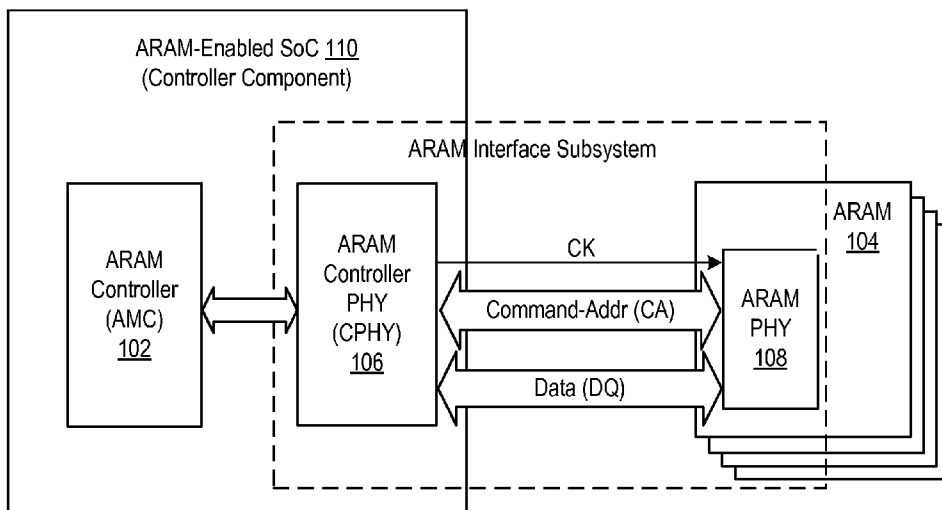 ARAM-Enabled SoC 110
(Controller Component)
ARAM Interface Subsystem
ARAM
Controller
(AMC)
102
ARAM
Controller
PHY
(CPHY)
106
CK
Command-Addr (CA)
Data (DQ)
ARAM
104
ARAM
PHY
108